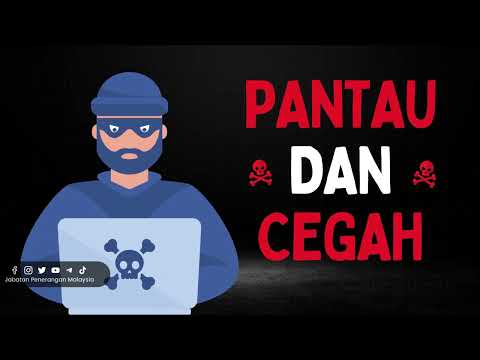 PANTAU
DAN
CEGAH
Jabatan Penerangan Malaysia